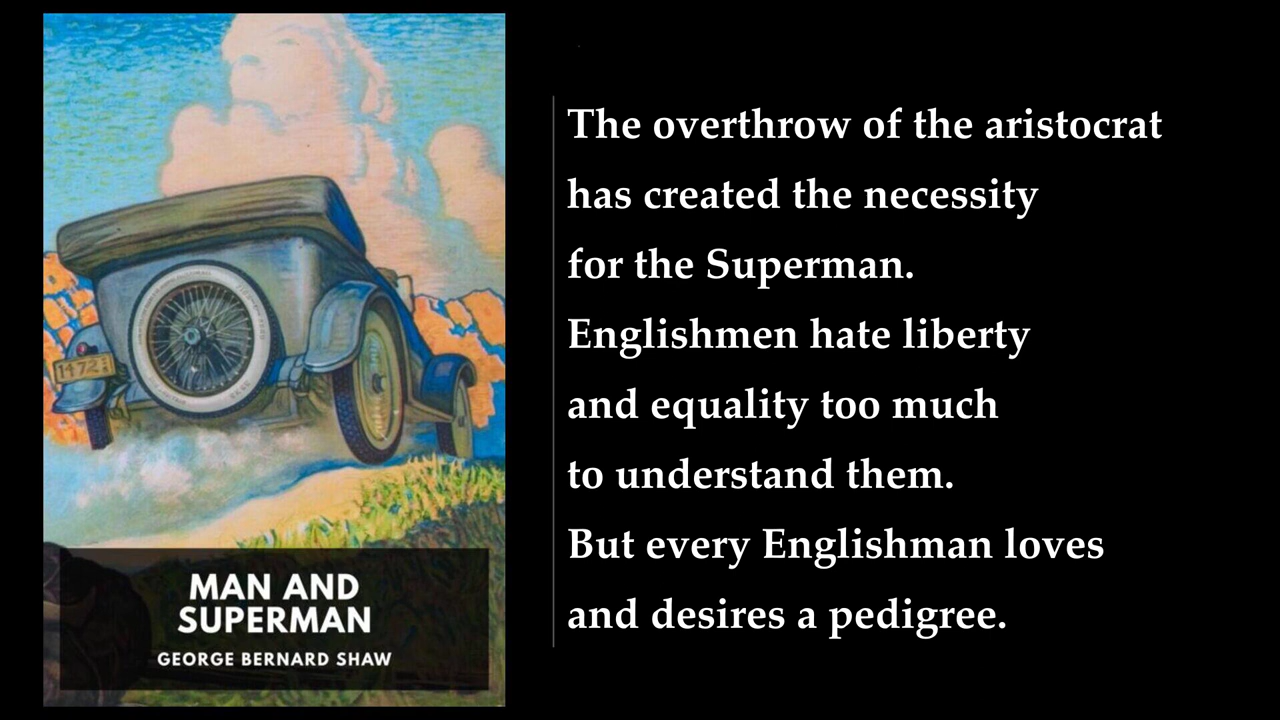 The overthrow of the aristocrat
has created the necessity
for the Superman.
Englishmen hate liberty
and equality too much
to understand them.
But every Englishman loves
and desires a pedigree.
1472
MAN AND
SUPERMAN
GEORGE BERNARD SHAW